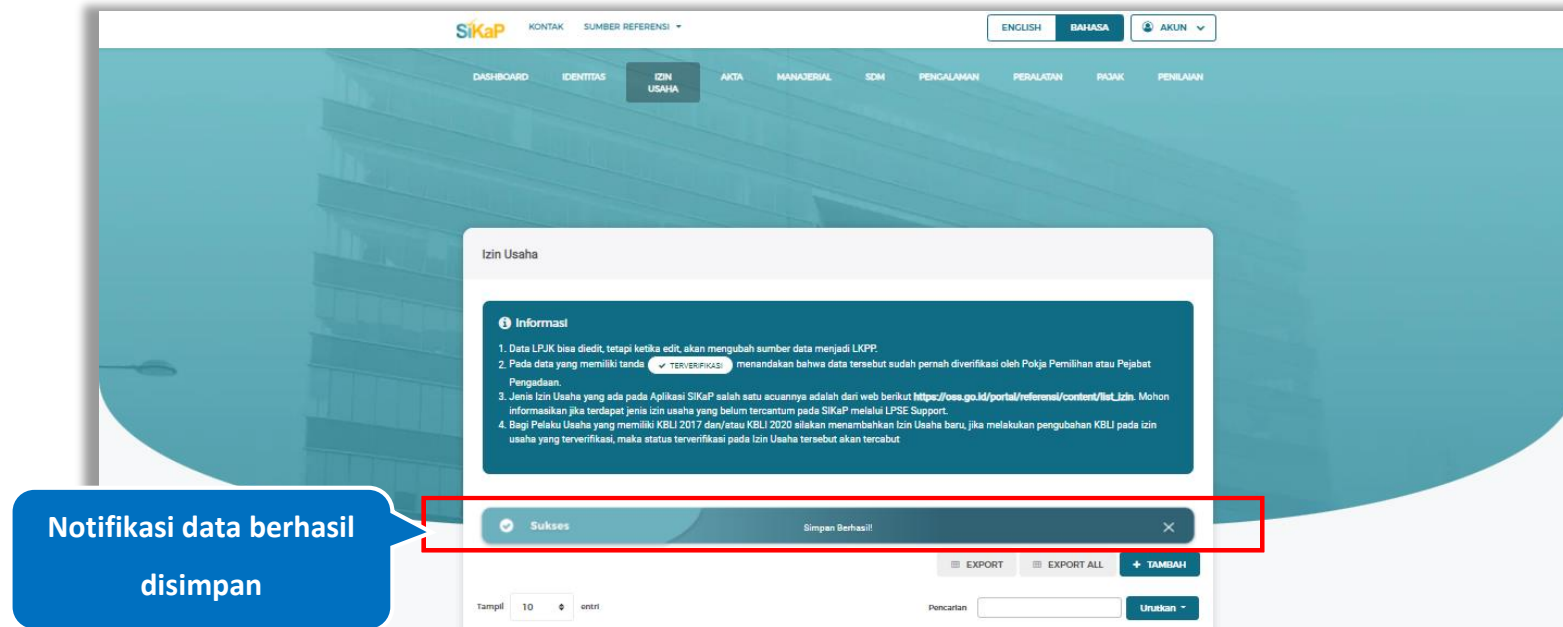 SiKaP KONTAK SUMBER REFERENSI ENGLISH BAHASA AKUN
DASHBOARD IDENTITAS IZIN USAHA AKTA MANAJERIAL SDM PENGALAMAN PERALATAN PAJAK PENILAIAN
Izin Usaha
Informasi
1. Data LPJK bisa diedit, tetapi ketika edit, akan mengubah sumber data menjadi LKPP.
2. Pada data yang memiliki tanda TERVERIFIKASI menandakan bahwa data tersebut sudah pernah diverifikasi oleh Pokja Pemilihan atau Pejabat
Pengadaan.
3. Jenis Izin Usaha yang ada pada Aplikasi SIKaP salah satu acuannya adalah dari web berikut https://oss.go.id/portal/referensi/content/list_izin. Mohon
informasikan jika terdapat jenis izin usaha yang belum tercantum pada SIKaP melalui LPSE Support.
4. Bagi Pelaku Usaha yang memiliki KBLI 2017 dan/atau KBLI 2020 silakan menambahkan Izin Usaha baru, jika melakukan pengubahan KBLI pada izin
usaha yang terverifikasi, maka status terverifikasi pada Izin Usaha tersebut akan tercabut
Notifikasi data berhasil
disimpan
Sukses Simpan Berhasil!
EXPORT EXPORT ALL + TAMBAH
Tampil 10 entri Pencarian Urutkan